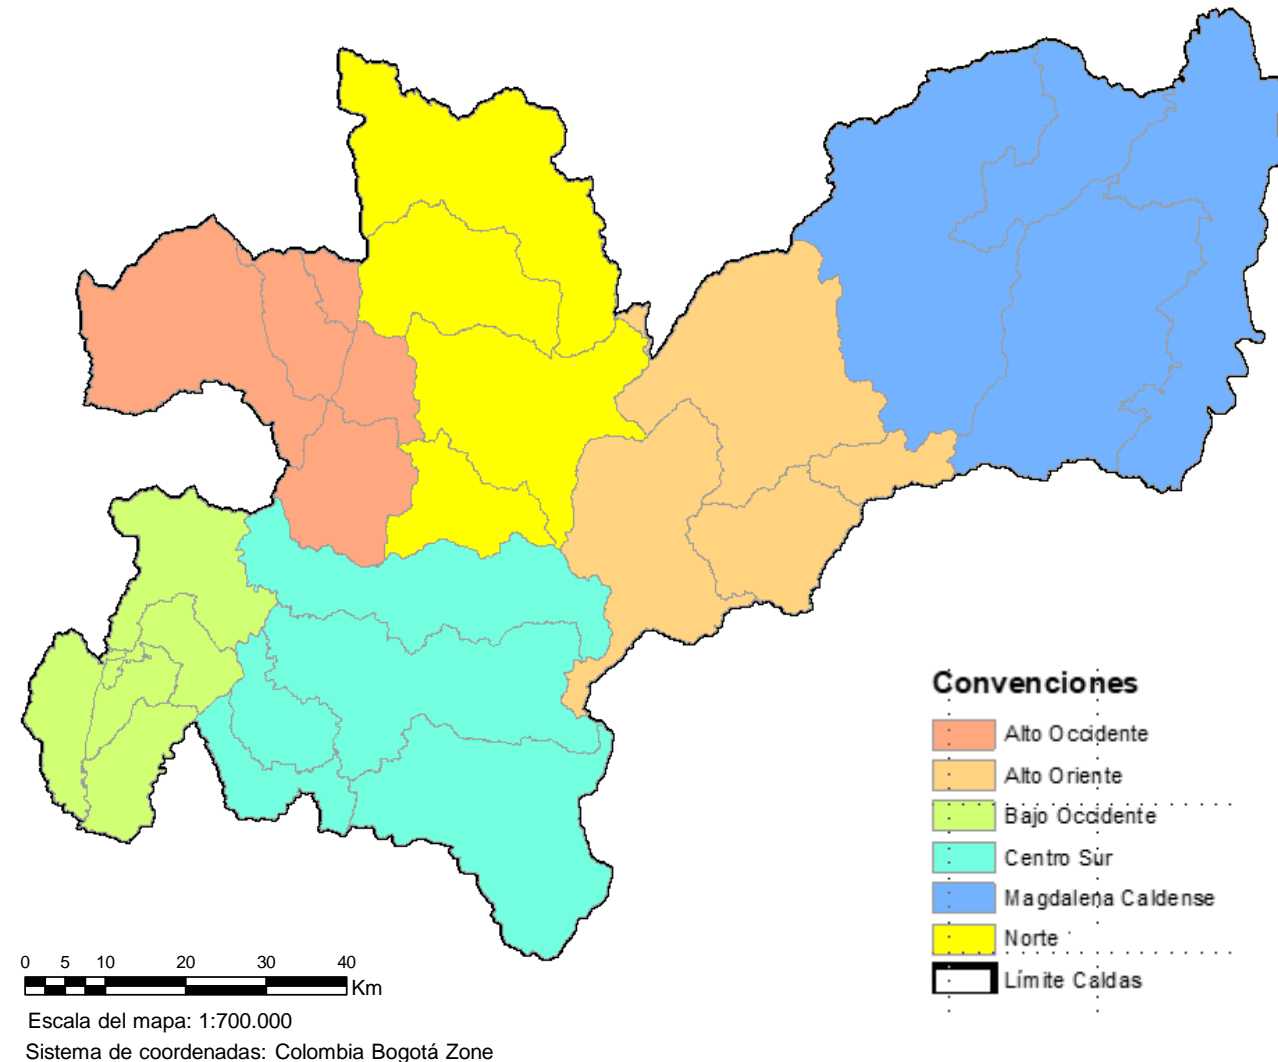 Convenciones
Alto Occidente
Alto Oriente
Bajo Occidente
Centro Sur
Magdalena Caldense
Norte
Límite Caldas
0 5 10 20 30 40
Km
Escala del mapa: 1:700.000
Sistema de coordenadas: Colombia Bogotá Zone